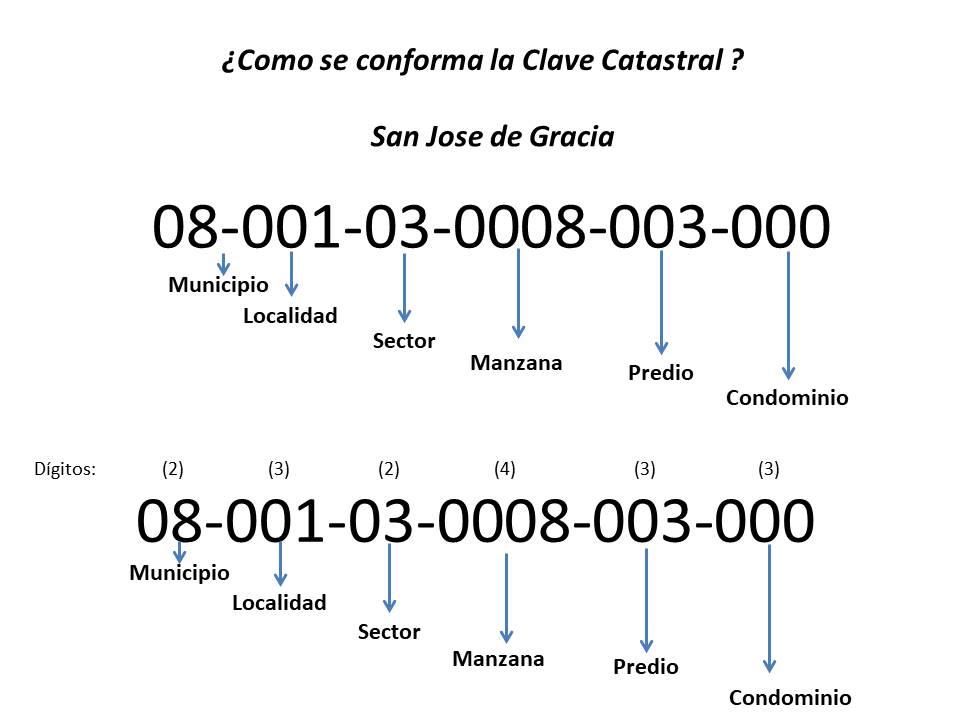 ¿Como se conforma la Clave Catastral ?
San Jose de Gracia
08-001-03-0008-003-000
Municipio
Localidad
Sector
Manzana
Predio
Condominio
Dígitos: (2) (3) (2) (4) (3) (3)
08-001-03-0008-003-000
Municipio
Localidad
Sector
Manzana
Predio
Condominio